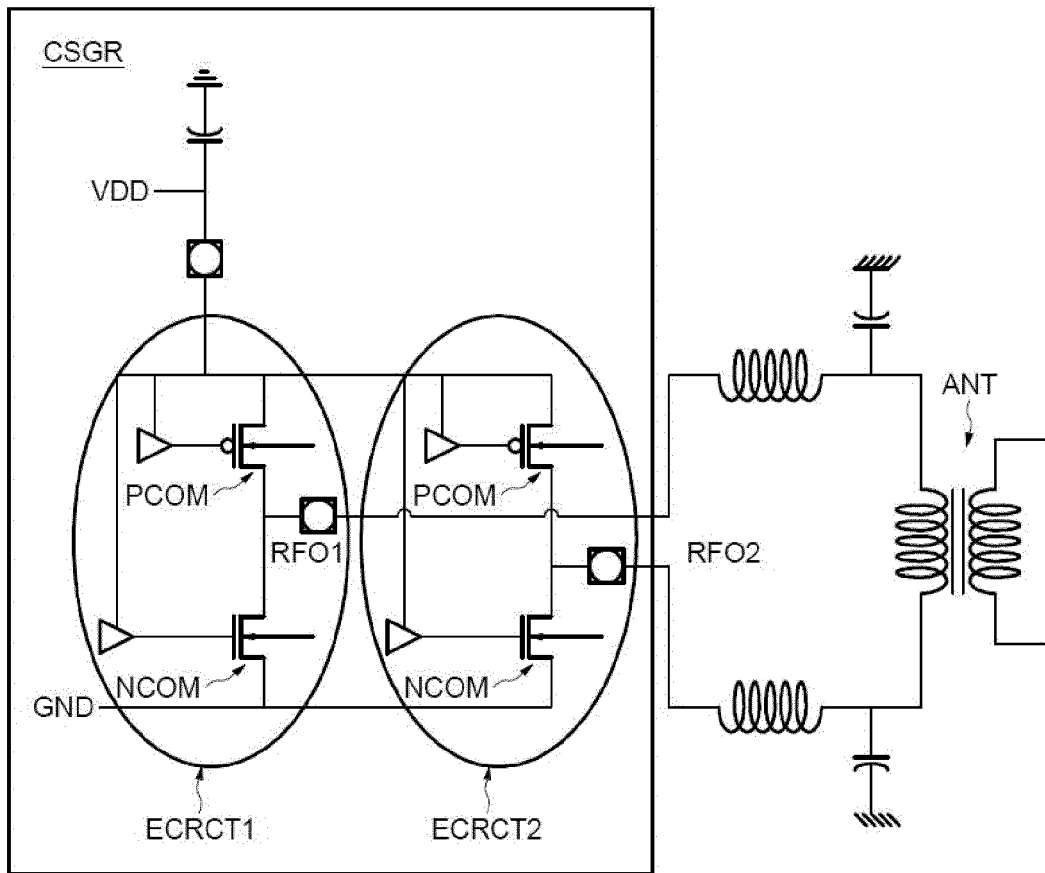 CSGR
VDD
ANT
PCOM
PCOM
RFO1
RFO2
NCOM
NCOM
GND
ECRCT1
ECRCT2